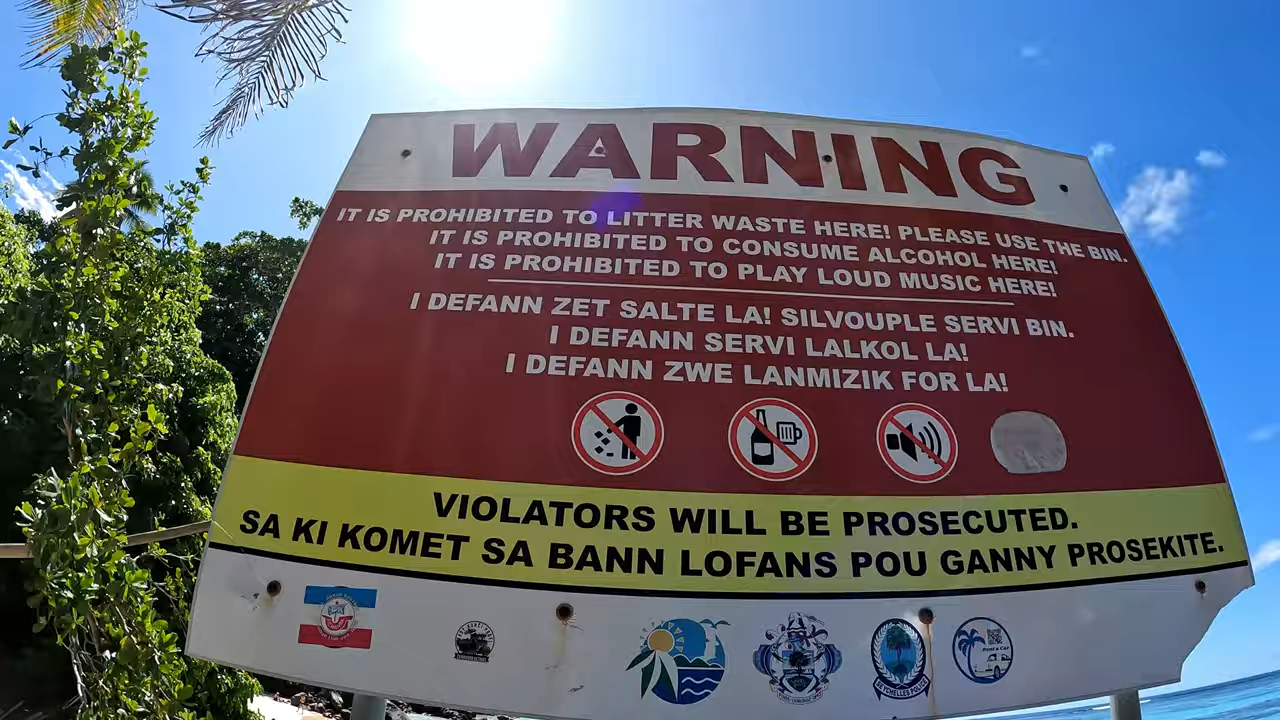 WARNING
IT IS PROHIBITED TO LITTER WASTE HERE! PLEASE USE THE BIN.
IT IS PROHIBITED TO CONSUME ALCOHOL HERE!
IT IS PROHIBITED TO PLAY LOUD MUSIC HERE!
I DEFANN ZET SALTE LA! SILVOUPLE SERVI BIN.
I DEFANN SERVI LALKOL LA!
I DEFANN ZWE LANMIZIK FOR LA!
VIOLATORS WILL BE PROSECUTED.
SA KI KOMET SA BANN LOFANS POU GANNY PROSEKITE.
SEYCHELLES POLICE
Rent a Car